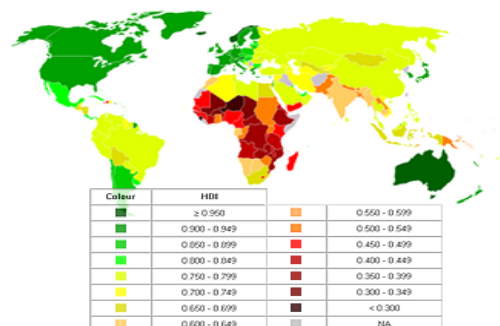 Colour HDI
≥ 0.950 0.550 - 0.599
0.900 - 0.949 0.500 - 0.549
0.850 - 0.899 0.450 - 0.499
0.800 - 0.849 0.400 - 0.449
0.750 - 0.799 0.350 - 0.399
0.700 - 0.749 0.300 - 0.349
0.650 - 0.699 < 0.300
0.600 - 0.649 NA